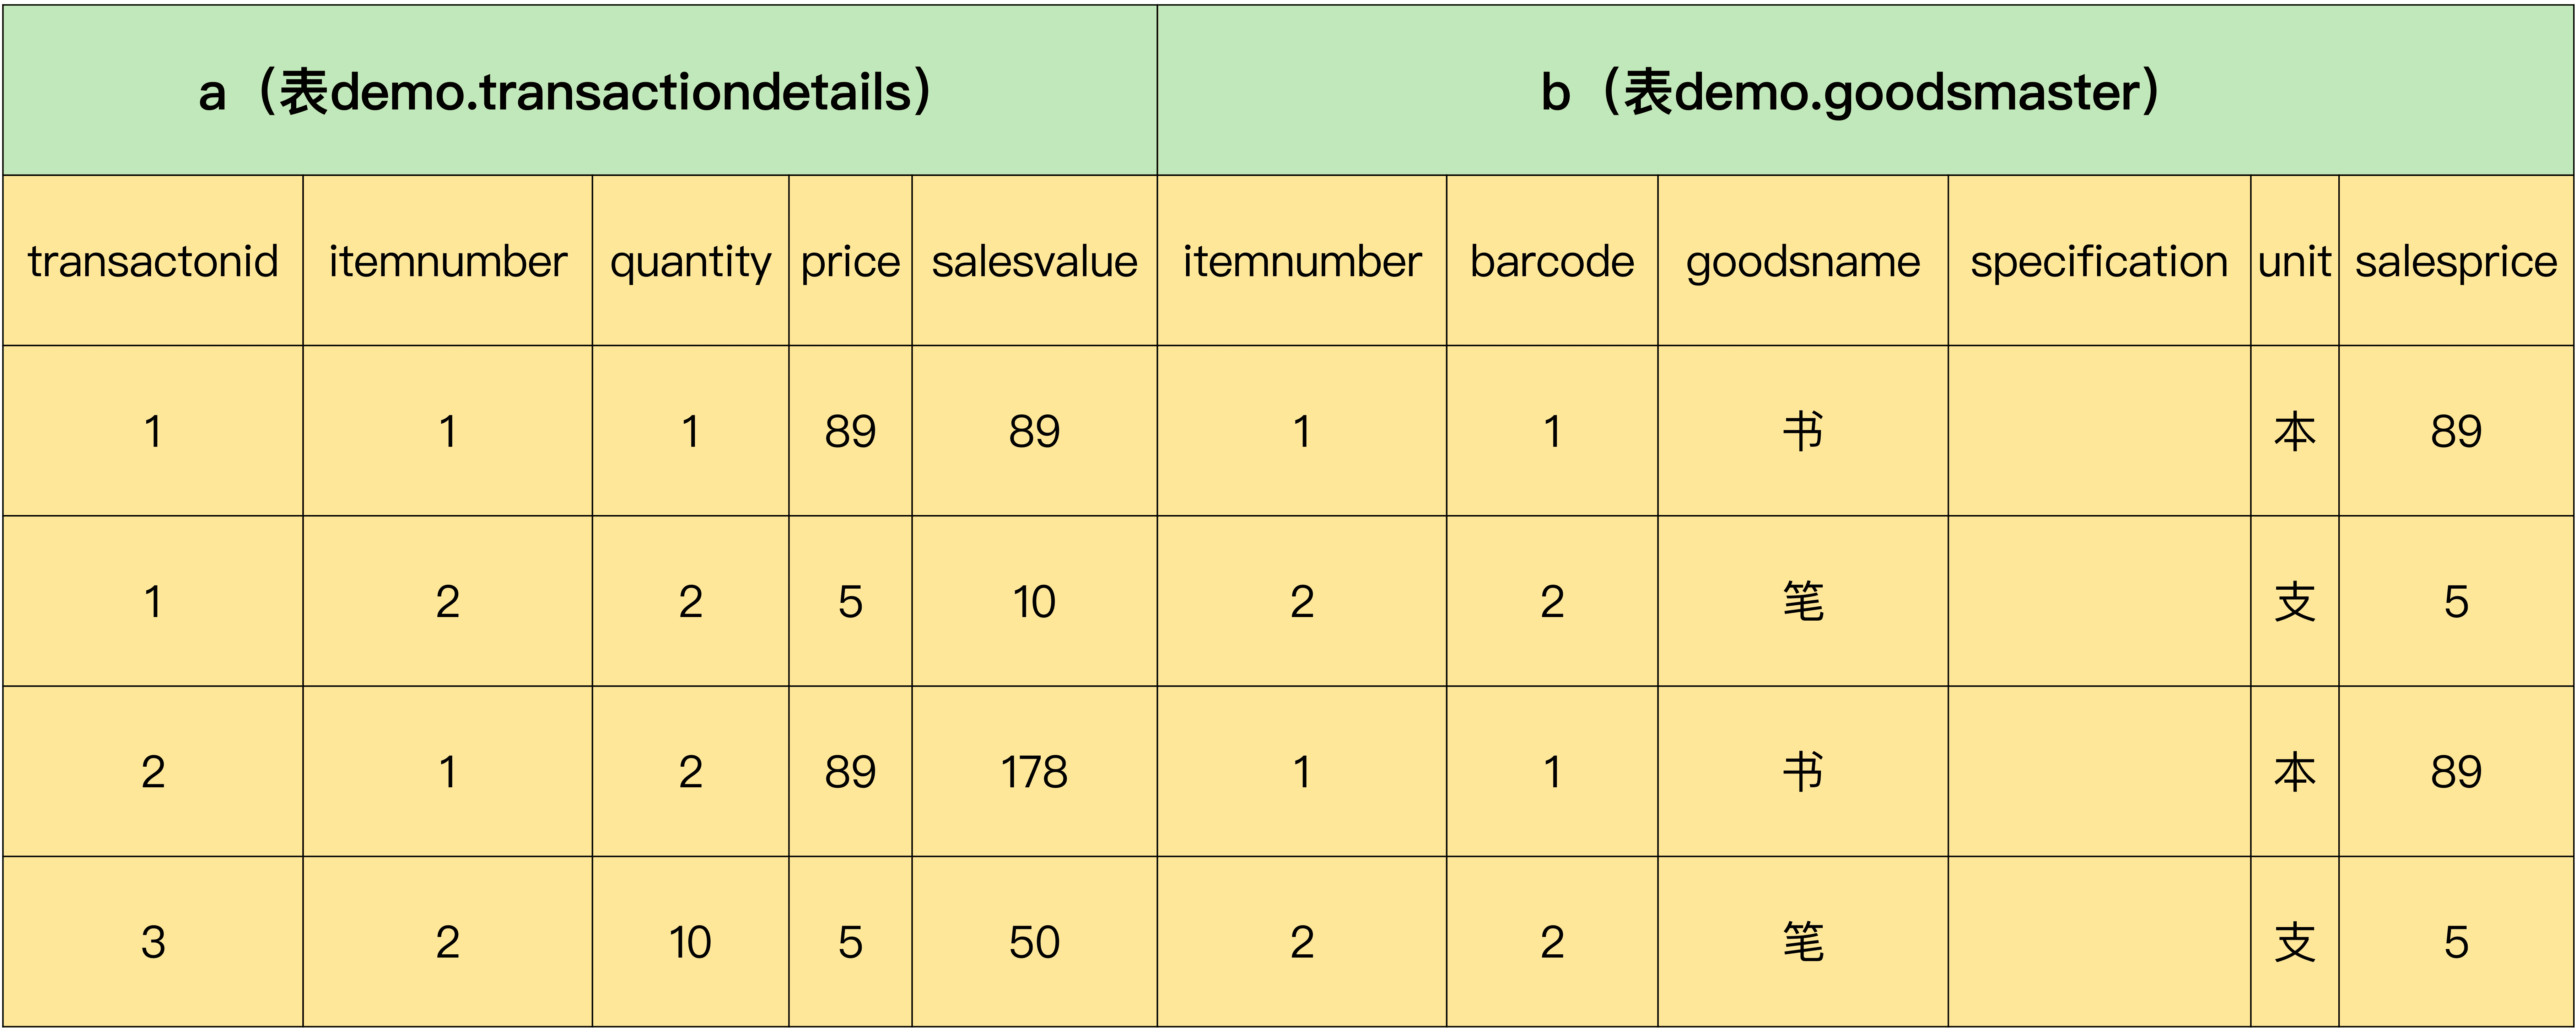 a（表demo.transactiondetails） b（表demo.goodsmaster）
transactonid itemnumber quantity price salesvalue itemnumber barcode goodsname specification unit salesprice
1 1 1 89 89 1 1 书 本 89
1 2 2 5 10 2 2 笔 支 5
2 1 2 89 178 1 1 书 本 89
3 2 10 5 50 2 2 笔 支 5